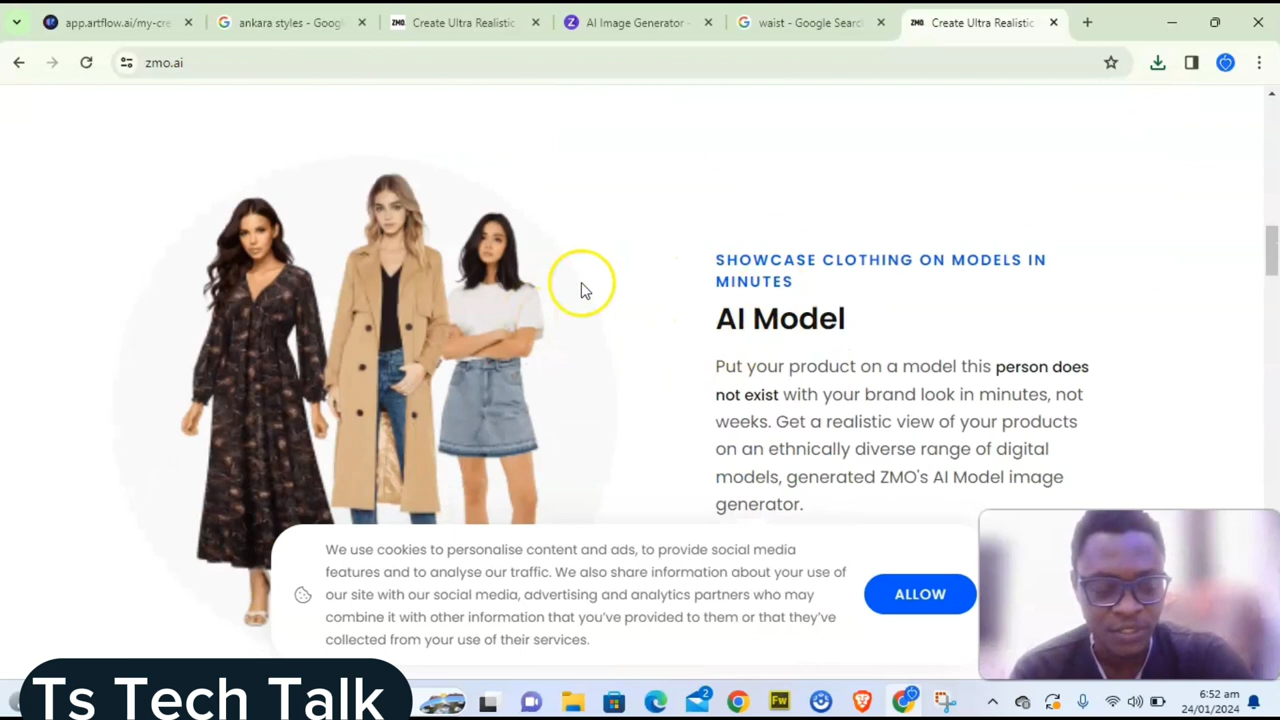 app.artflow.ai/my-cre
ankara styles - Googl
ZMO Create Ultra Realistic
AI Image Generator -
waist - Google Searc
ZMO Create Ultra Realistic
zmo.ai
SHOWCASE CLOTHING ON MODELS IN
MINUTES
AI Model
Put your product on a model this person does
not exist with your brand look in minutes, not
weeks. Get a realistic view of your products
on an ethnically diverse range of digital
models, generated ZMO's AI Model image
generator.
We use cookies to personalise content and ads, to provide social media
features and to analyse our traffic. We also share information about your use of
our site with our social media, advertising and analytics partners who may
combine it with other information that you've provided to them or that they've
collected from your use of their services.
ALLOW
Ts Tech Talk
2
Fw
6:52 am
24/01/2024